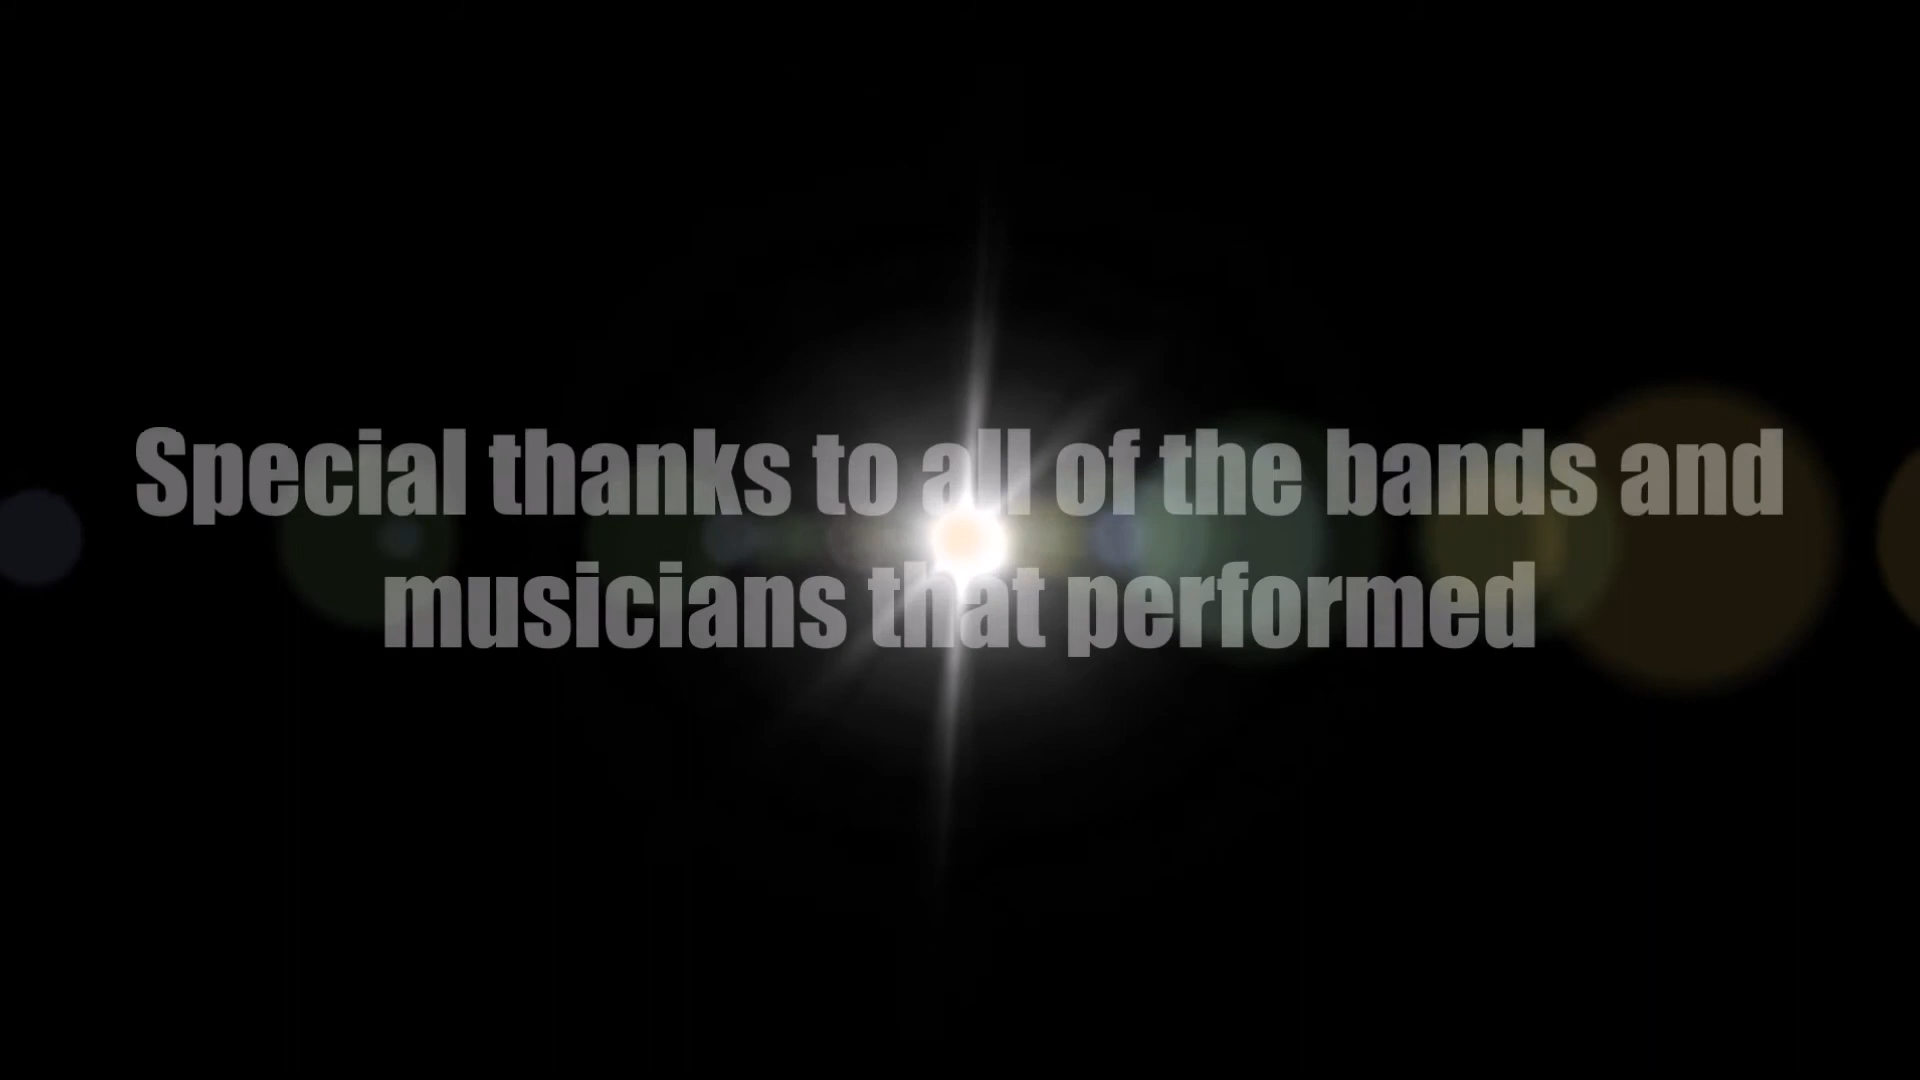 Special thanks to all of the bands and
musicians that performed